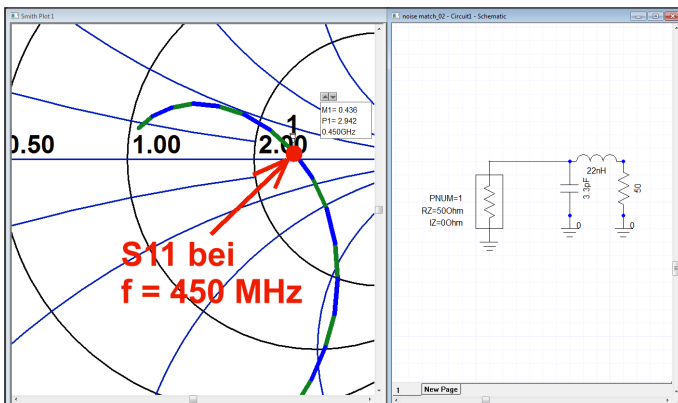 Smith Plot 1
M1= 0.436
P1= 2.942
0.450GHz
1
0.50
1.00
2.00
S11 bei
f = 450 MHz
noise match_02 - Circuit1 - Schematic
22nH
3.3pF
50
PNUM=1
RZ=50Ohm
IZ=0Ohm
0
0
1
New Page